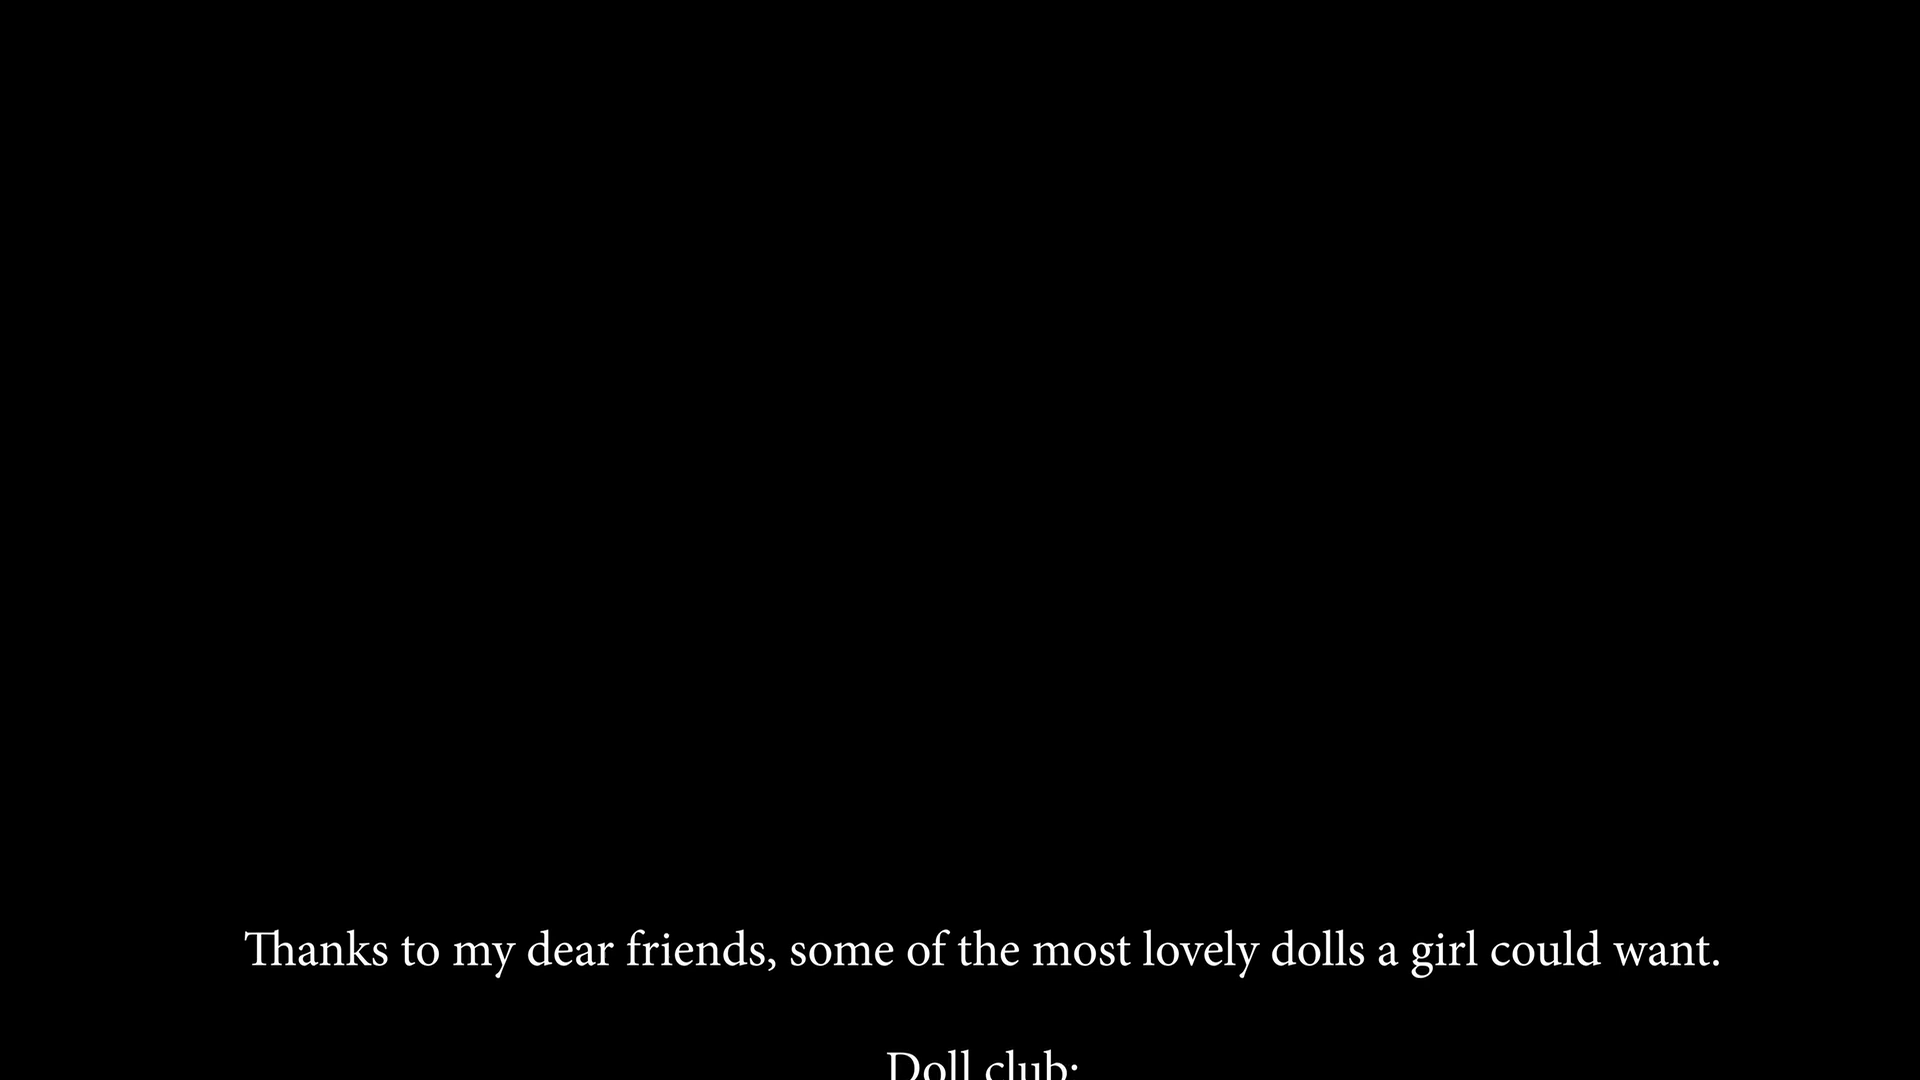 Thanks to my dear friends, some of the most lovely dolls a girl could want.
Doll club: